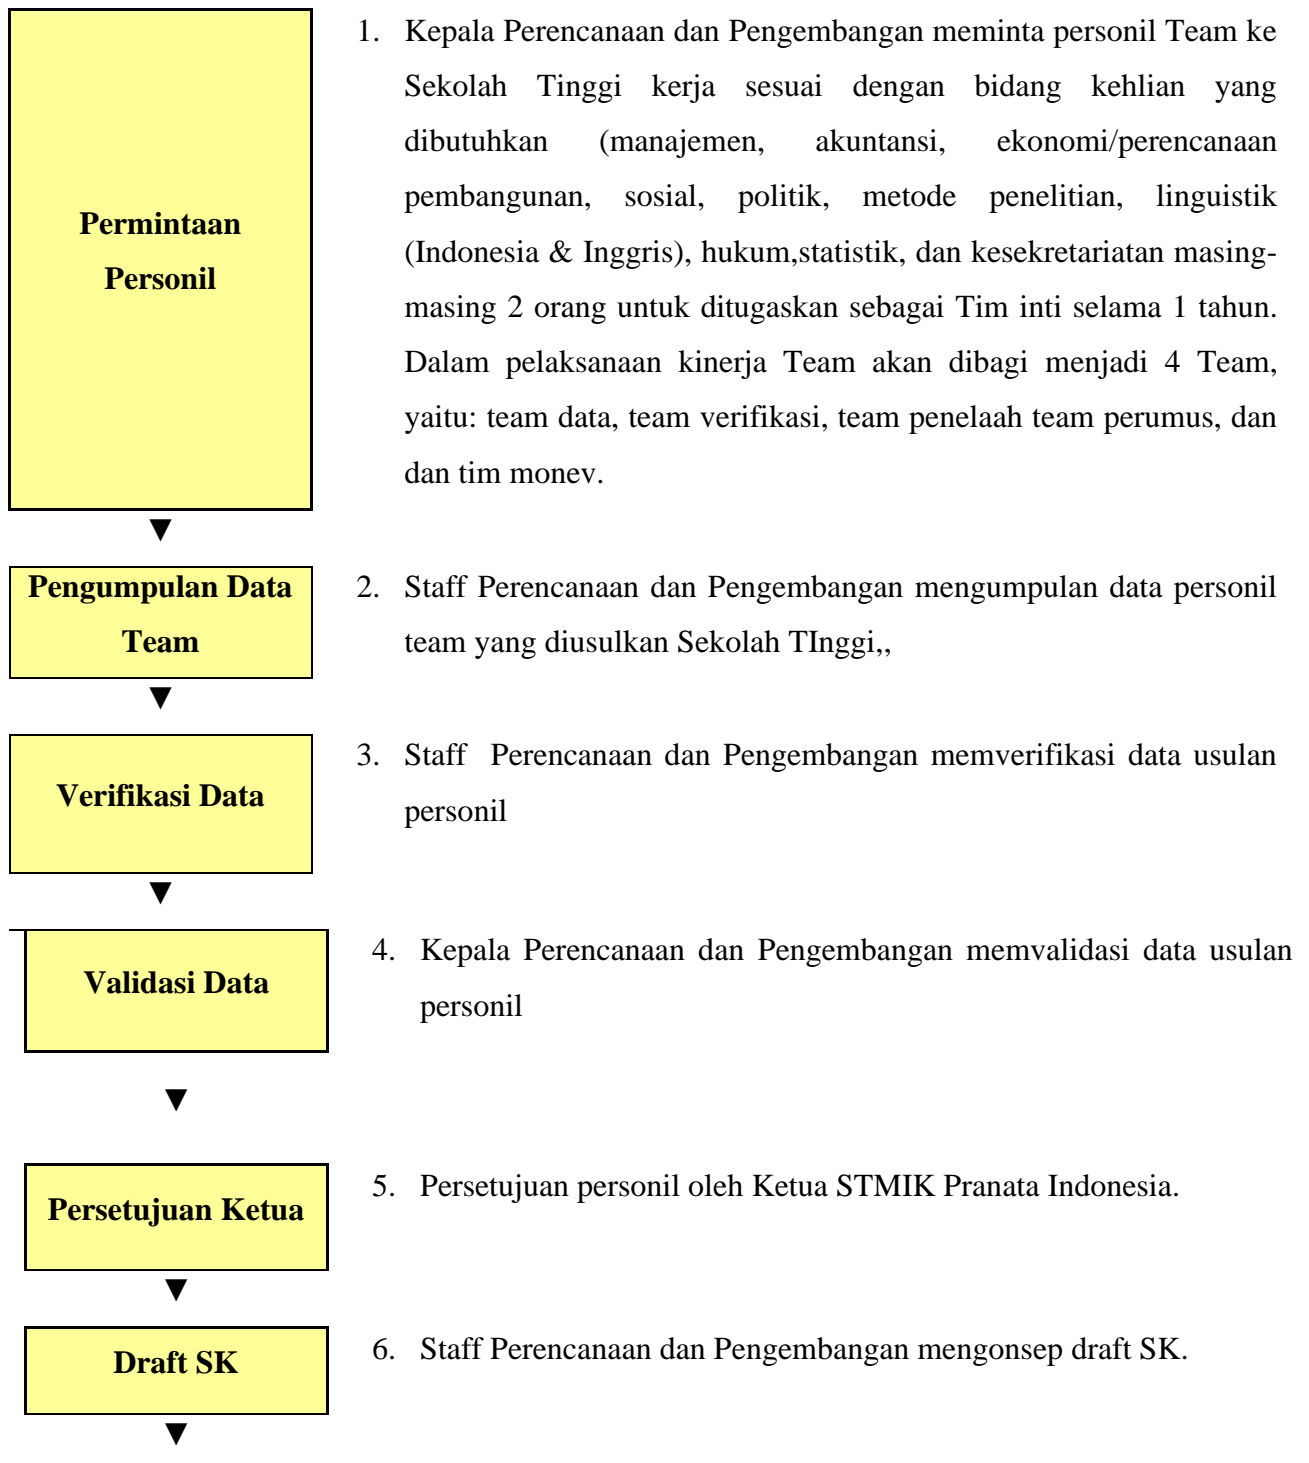 Permintaan
Personil
1. Kepala Perencanaan dan Pengembangan meminta personil Team ke
Sekolah Tinggi kerja sesuai dengan bidang kehlian yang
dibutuhkan (manajemen, akuntansi, ekonomi/perencanaan
pembangunan, sosial, politik, metode penelitian, linguistik
(Indonesia & Inggris), hukum,statistik, dan kesekretariatan masing-
masing 2 orang untuk ditugaskan sebagai Tim inti selama 1 tahun.
Dalam pelaksanaan kinerja Team akan dibagi menjadi 4 Team,
yaitu: team data, team verifikasi, team penelaah team perumus, dan
dan tim monev.
▼
Pengumpulan Data
Team
2. Staff Perencanaan dan Pengembangan mengumpulan data personil
team yang diusulkan Sekolah TInggi,,
▼
Verifikasi Data
3. Staff Perencanaan dan Pengembangan memverifikasi data usulan
personil
▼
Validasi Data
4. Kepala Perencanaan dan Pengembangan memvalidasi data usulan
personil
▼
Persetujuan Ketua
5. Persetujuan personil oleh Ketua STMIK Pranata Indonesia.
▼
Draft SK
6. Staff Perencanaan dan Pengembangan mengonsep draft SK.
▼